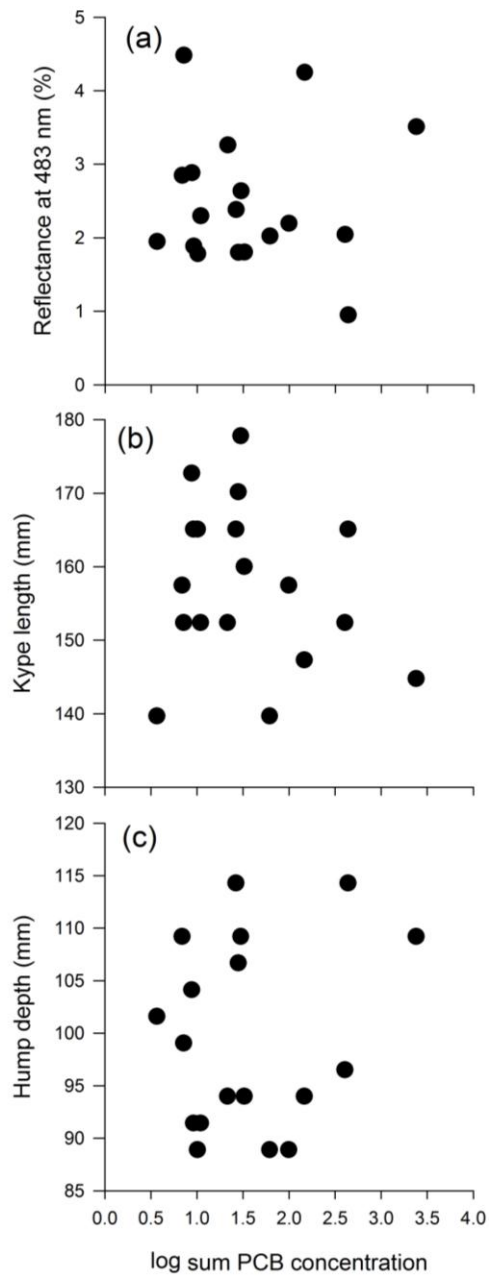 (a)
Reflectance at 483 nm (%)
5
4
3
2
1
0
(b)
Kype length (mm)
180
170
160
150
140
130
(c)
Hump depth (mm)
120
115
110
105
100
95
90
85
0.0 0.5 1.0 1.5 2.0 2.5 3.0 3.5 4.0
log sum PCB concentration